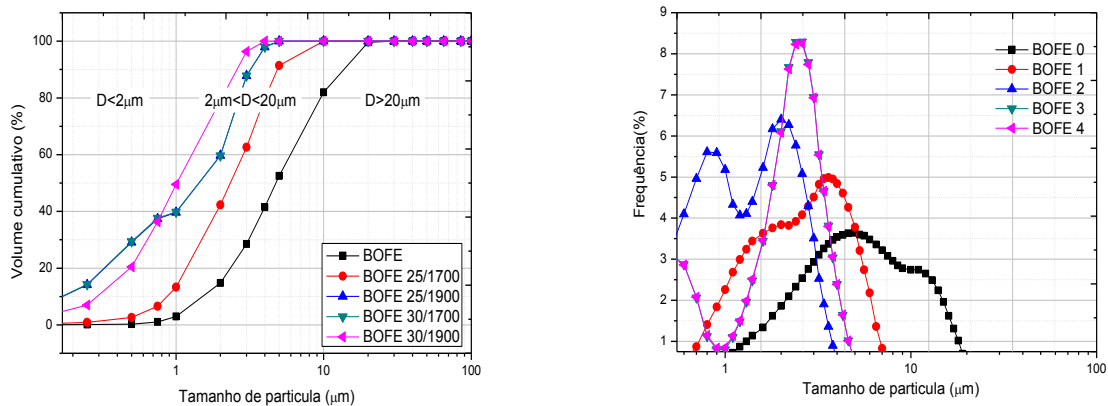 100
80
60
40
20
0
Volume cumulativo (%)
D<2μm
2μm<D<20μm
D>20μm
BOFE
BOFE 25/1700
BOFE 25/1900
BOFE 30/1700
BOFE 30/1900
1
10
100
Tamanho de particula (μm)
9
8
7
6
5
4
3
2
1
Frequência(%)
BOFE 0
BOFE 1
BOFE 2
BOFE 3
BOFE 4
1
10
100
Tamanho de particula (μm)